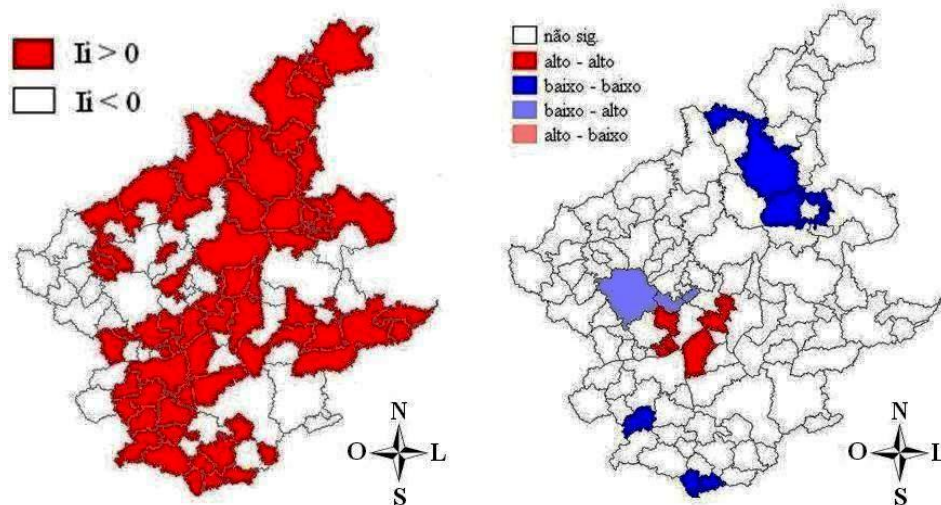 Ii > 0
Ii < 0
N
O L
S
não sig.
alto - alto
baixo - baixo
baixo - alto
alto - baixo
N
O L
S